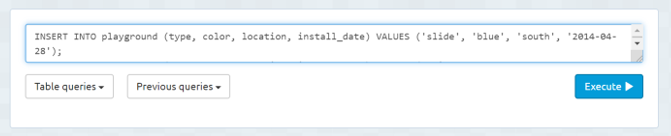 INSERT INTO playground (type, color, location, install_date) VALUES ('slide', 'blue', 'south', '2014-04-
28');
Table queries Previous queries Execute